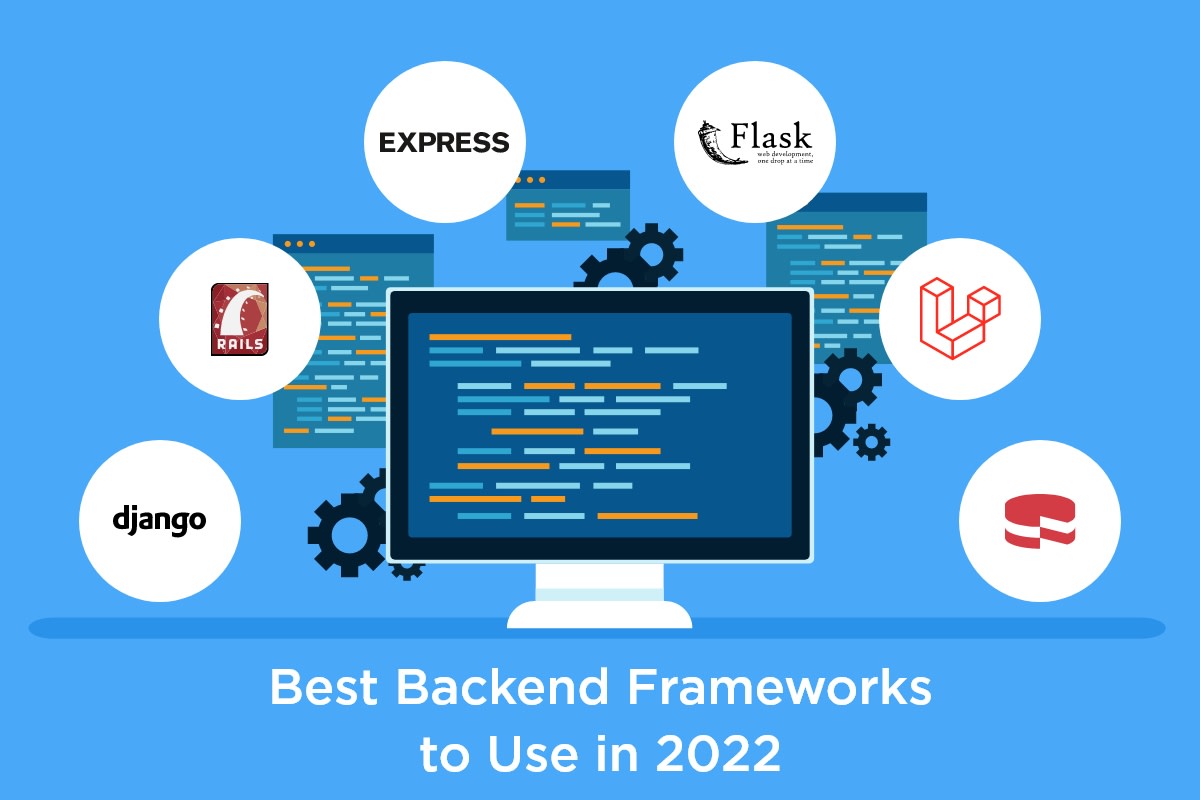 EXPRESS
Flask
web development,
one drop at a time
RAILS
django
Best Backend Frameworks
to Use in 2022